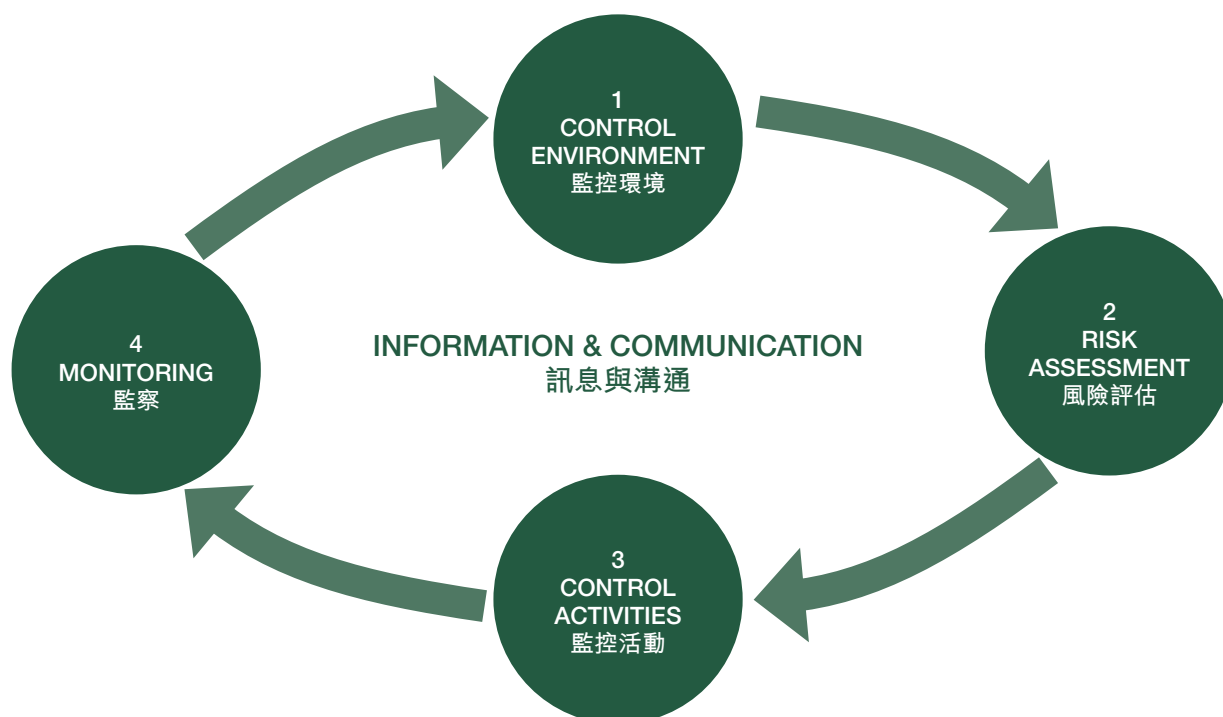 1
CONTROL
ENVIRONMENT
監控環境
2
RISK
ASSESSMENT
風險評估
INFORMATION & COMMUNICATION
訊息與溝通
4
MONITORING
監察
3
CONTROL
ACTIVITIES
監控活動